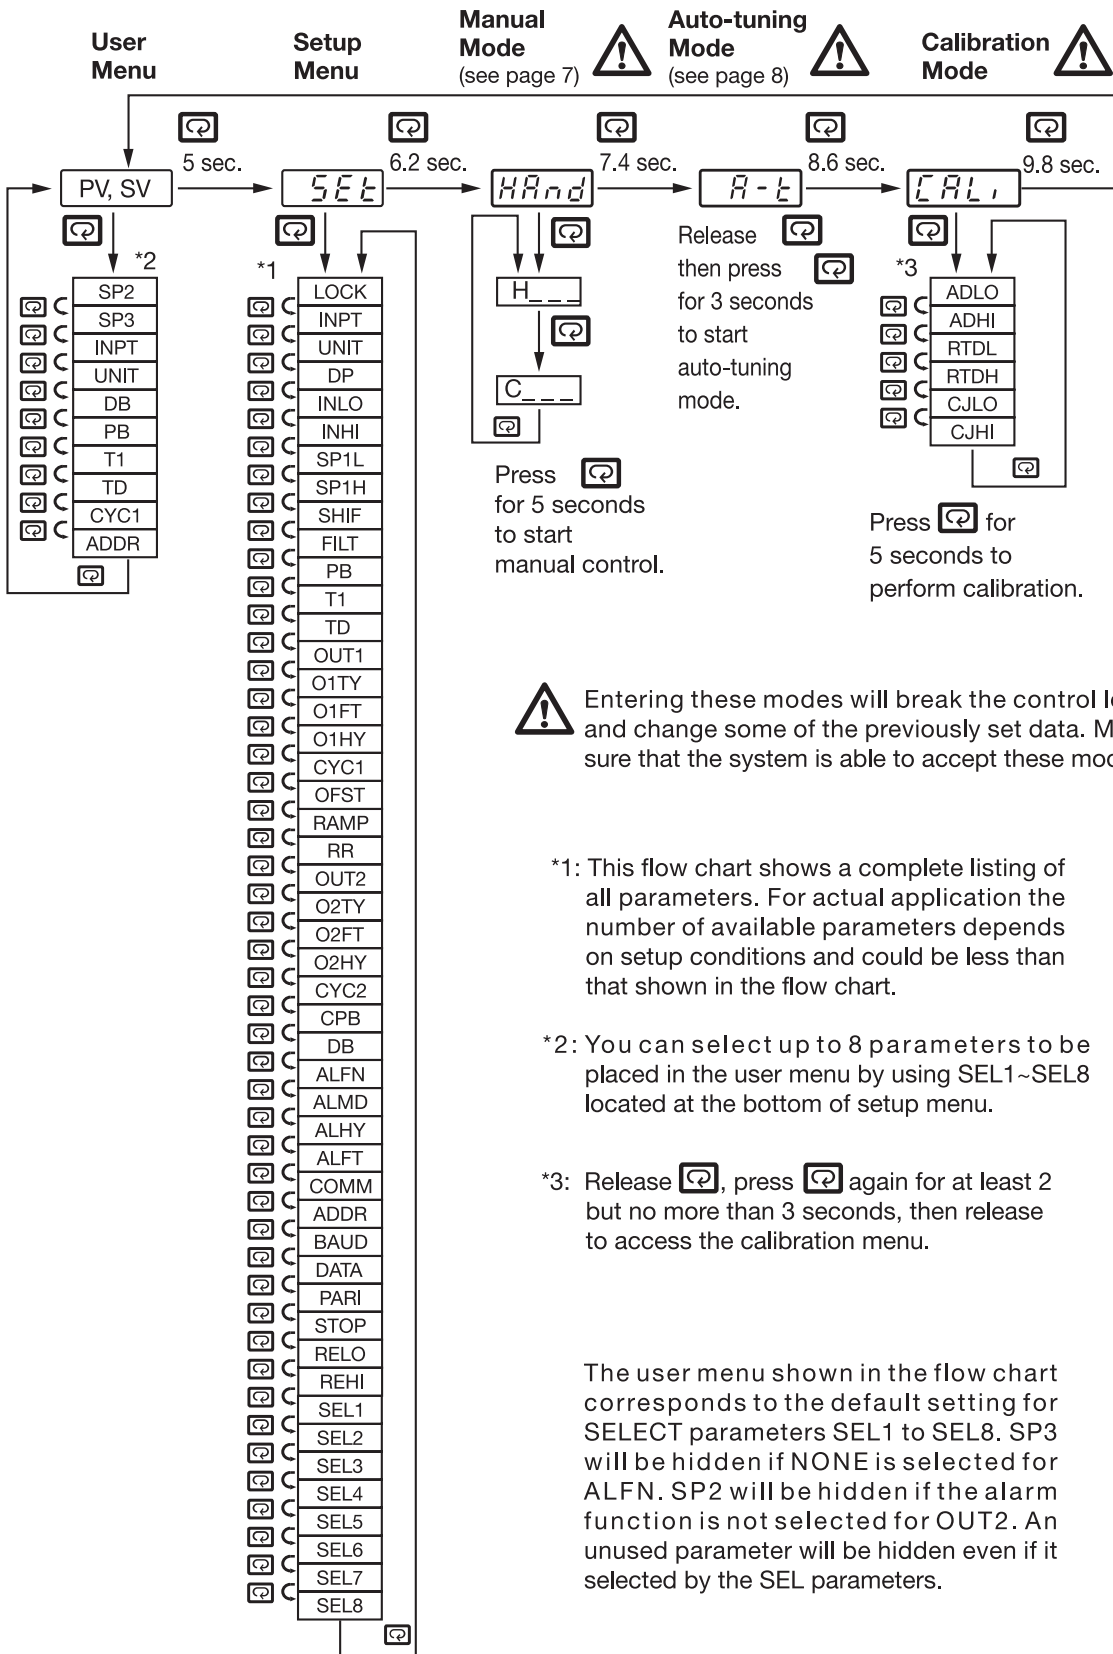 User
Menu
Setup
Menu
Manual
Mode
(see page 7)
Auto-tuning
Mode
(see page 8)
Calibration
Mode
5 sec.
6.2 sec.
7.4 sec.
8.6 sec.
9.8 sec.
PV, SV
SEt
HAnd
A-t
CALi
*2
SP2
SP3
INPT
UNIT
DB
PB
T1
TD
CYC1
ADDR
*1
LOCK
INPT
UNIT
DP
INLO
INHI
SP1L
SP1H
SHIF
FILT
PB
T1
TD
OUT1
O1TY
O1FT
O1HY
CYC1
OFST
RAMP
RR
OUT2
O2TY
O2FT
O2HY
CYC2
CPB
DB
ALFN
ALMD
ALHY
ALFT
COMM
ADDR
BAUD
DATA
PARI
STOP
RELO
REHI
SEL1
SEL2
SEL3
SEL4
SEL5
SEL6
SEL7
SEL8
H_ _ _
C_ _ _
Press
for 5 seconds
to start
manual control.
Release
then press
for 3 seconds
to start
auto-tuning
mode.
*3
ADLO
ADHI
RTDL
RTDH
CJLO
CJHI
Press for
5 seconds to
perform calibration.
Entering these modes will break the control
and change some of the previously set data.
sure that the system is able to accept these
*1: This flow chart shows a complete listing of
all parameters. For actual application the
number of available parameters depends
on setup conditions and could be less than
that shown in the flow chart.
*2: You can select up to 8 parameters to be
placed in the user menu by using SEL1~SEL8
located at the bottom of setup menu.
*3: Release , press again for at least 2
but no more than 3 seconds, then release
to access the calibration menu.
The user menu shown in the flow chart
corresponds to the default setting for
SELECT parameters SEL1 to SEL8. SP3
will be hidden if NONE is selected for
ALFN. SP2 will be hidden if the alarm
function is not selected for OUT2. An
unused parameter will be hidden even if it
selected by the SEL parameters.